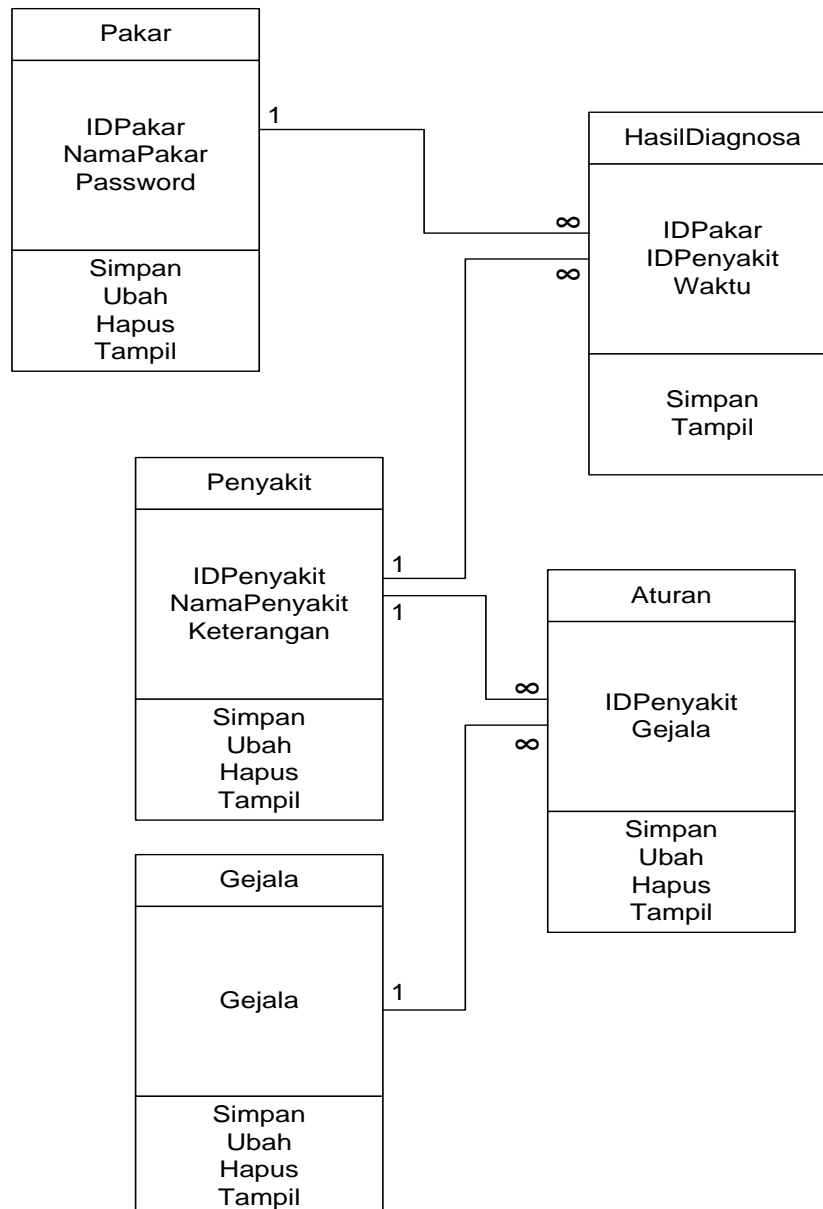 Pakar
IDPakar
NamaPakar
Password
Simpan
Ubah
Hapus
Tampil
1
∞
HasilDiagnosa
IDPakar
IDPenyakit
Waktu
Simpan
Tampil
∞
1
Penyakit
IDPenyakit
NamaPenyakit
Keterangan
Simpan
Ubah
Hapus
Tampil
1
∞
Aturan
IDPenyakit
Gejala
Simpan
Ubah
Hapus
Tampil
∞
1
Gejala
Gejala
Simpan
Ubah
Hapus
Tampil